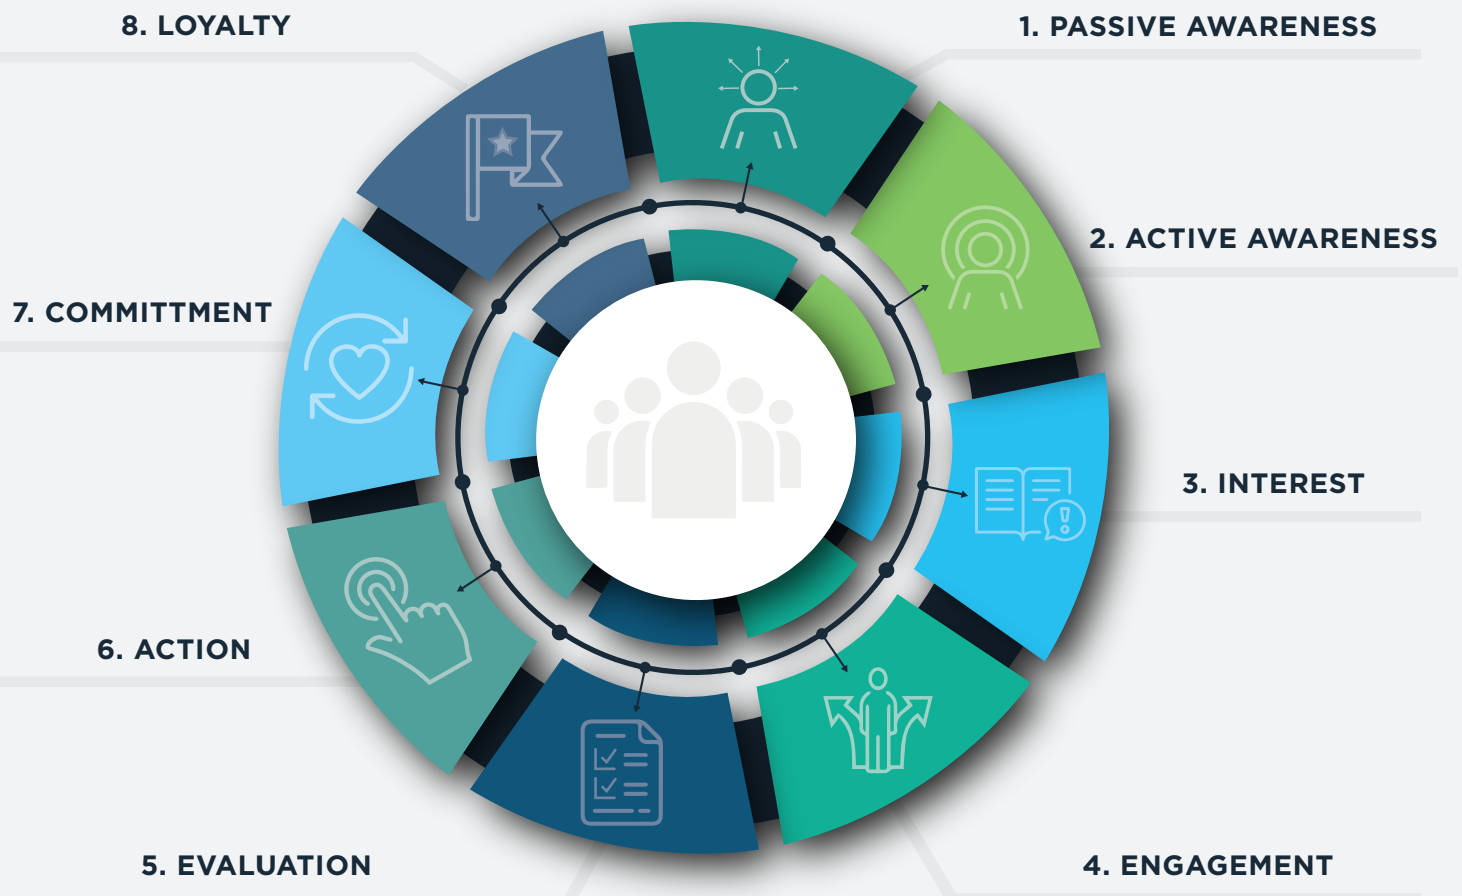 1. PASSIVE AWARENESS
2. ACTIVE AWARENESS
3. INTEREST
4. ENGAGEMENT
5. EVALUATION
6. ACTION
7. COMMITTMENT
8. LOYALTY